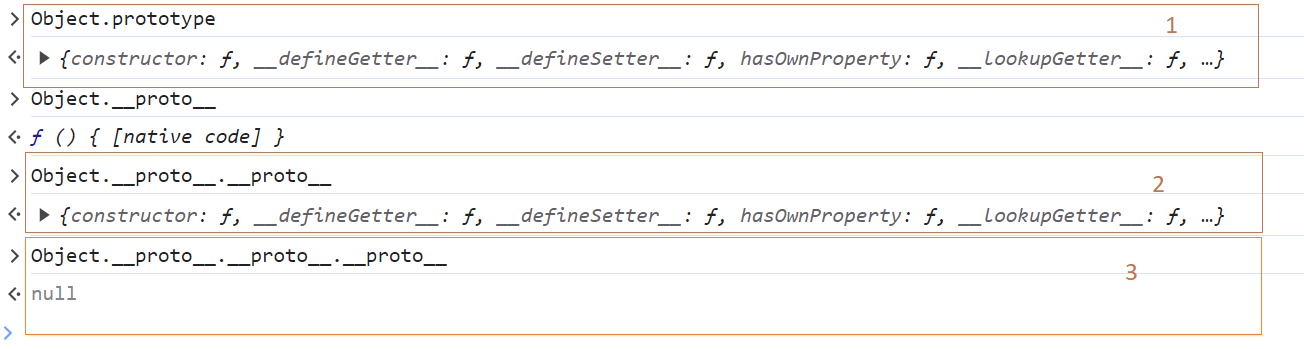 > Object.prototype
1
<· ▶ {constructor: ƒ, __defineGetter__: ƒ, __defineSetter__: ƒ, hasOwnProperty: ƒ, __lookupGetter__: ƒ, …}
> Object.__proto__
<· ƒ () { [native code] }
> Object.__proto__.__proto__
2
<· ▶ {constructor: ƒ, __defineGetter__: ƒ, __defineSetter__: ƒ, hasOwnProperty: ƒ, __lookupGetter__: ƒ, …}
> Object.__proto__.__proto__.__proto__
3
<· null
>